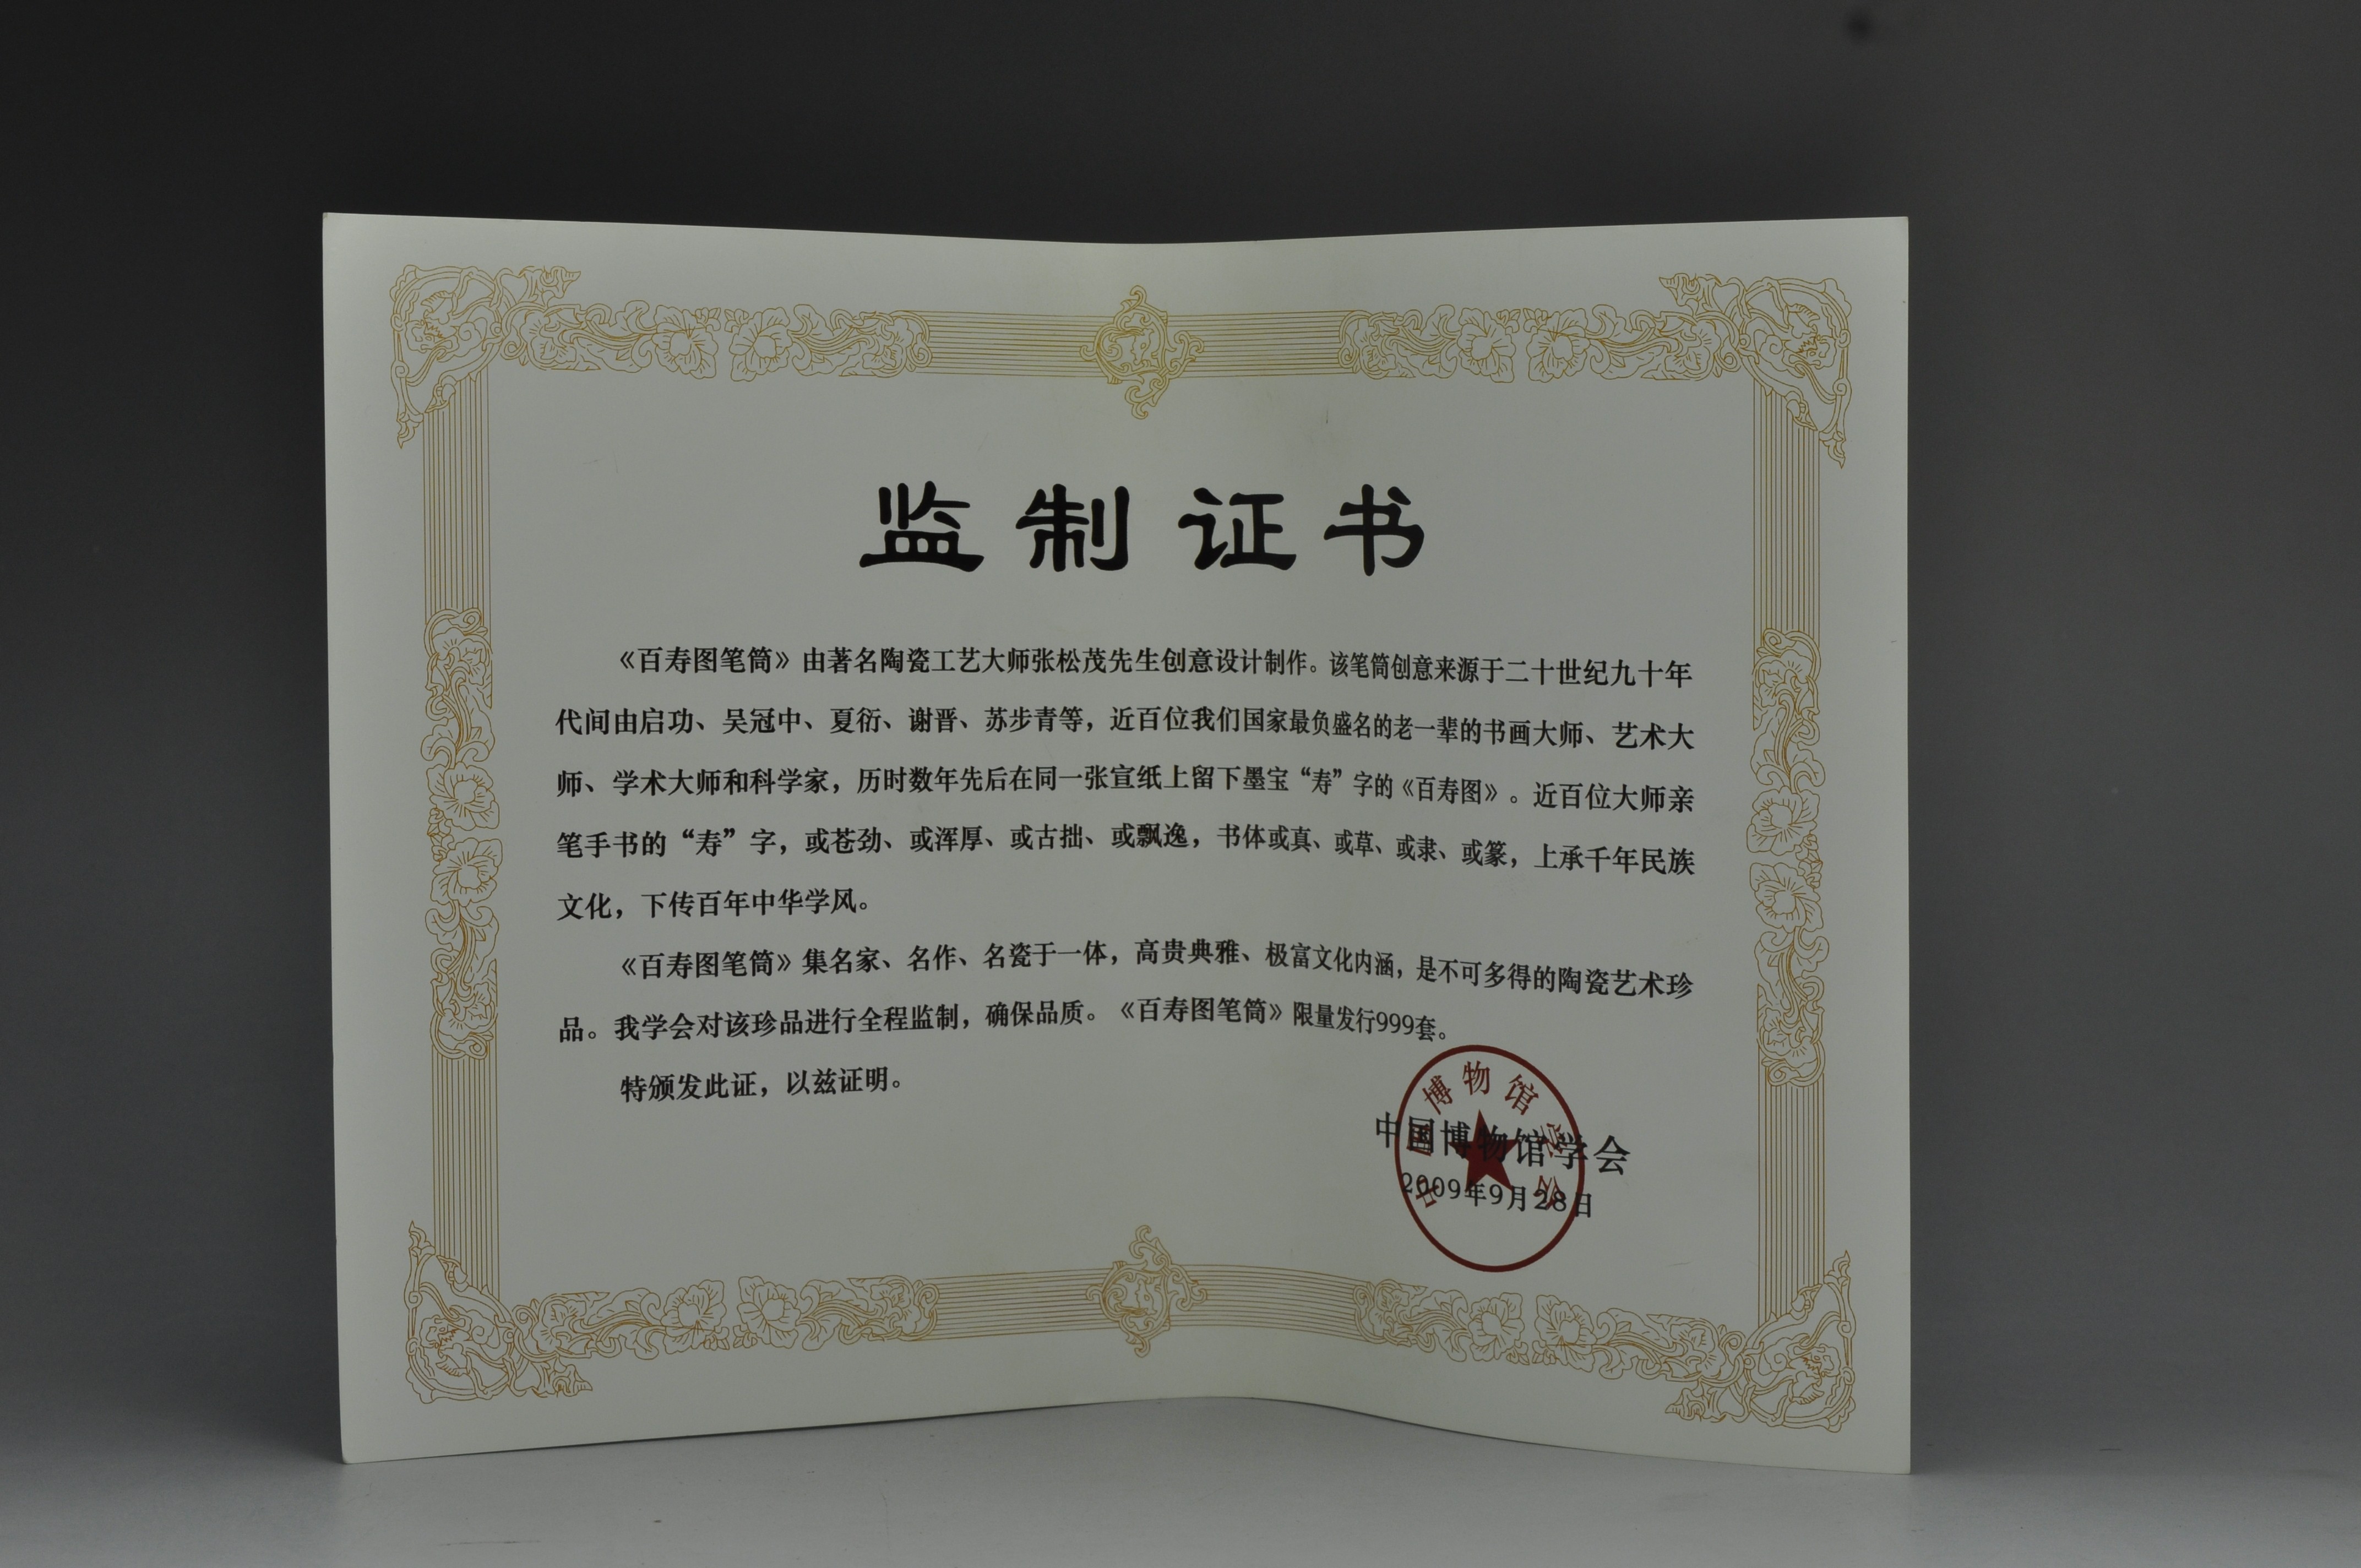 监制证书
《百寿图笔筒》由著名陶瓷工艺大师张松茂先生创意设计制作。该笔筒创意来源于二十世纪九十年
代间由启功、吴冠中、夏衍、谢晋、苏步青等，近百位我们国家最负盛名的老一辈的书画大师、艺术大
师、学术大师和科学家，历时数年先后在同一张宣纸上留下墨宝“寿”字的《百寿图》。近百位大师亲
笔手书的“寿”字，或苍劲、或浑厚、或古拙、或飘逸，书体或真、或草、或隶、或篆，上承千年民族
文化，下传百年中华学风。
《百寿图笔筒》集名家、名作、名瓷于一体，高贵典雅、极富文化内涵，是不可多得的陶瓷艺术珍
品。我学会对该珍品进行全程监制，确保品质。《百寿图笔筒》限量发行999套。
特颁发此证，以兹证明。
中国博物馆学会
2009年9月28日
中国博物馆学会